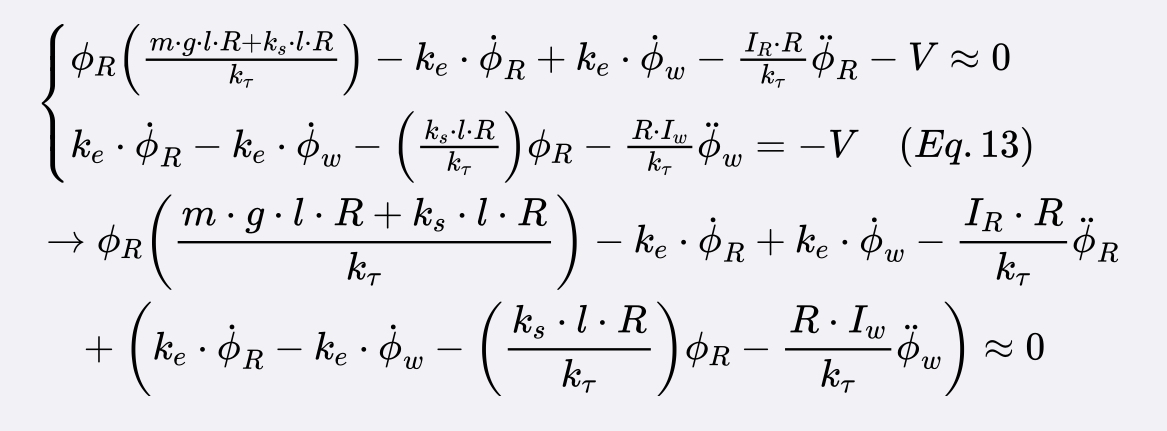 { ϕ_R((m·g·l·R+k_s·l·R)/k_τ) − k_e · ϕ̇_R + k_e · ϕ̇_w − (I_R·R)/k_τ ϕ̈_R − V ≈ 0
k_e · ϕ̇_R − k_e · ϕ̇_w − ((k_s·l·R)/k_τ)ϕ_R − (R·I_w)/k_τ ϕ̈_w = −V (Eq. 13)
→ ϕ_R((m · g · l · R + k_s · l · R)/k_τ) − k_e · ϕ̇_R + k_e · ϕ̇_w − (I_R · R)/k_τ ϕ̈_R
+ (k_e · ϕ̇_R − k_e · ϕ̇_w − ((k_s · l · R)/k_τ)ϕ_R − (R · I_w)/k_τ ϕ̈_w) ≈ 0